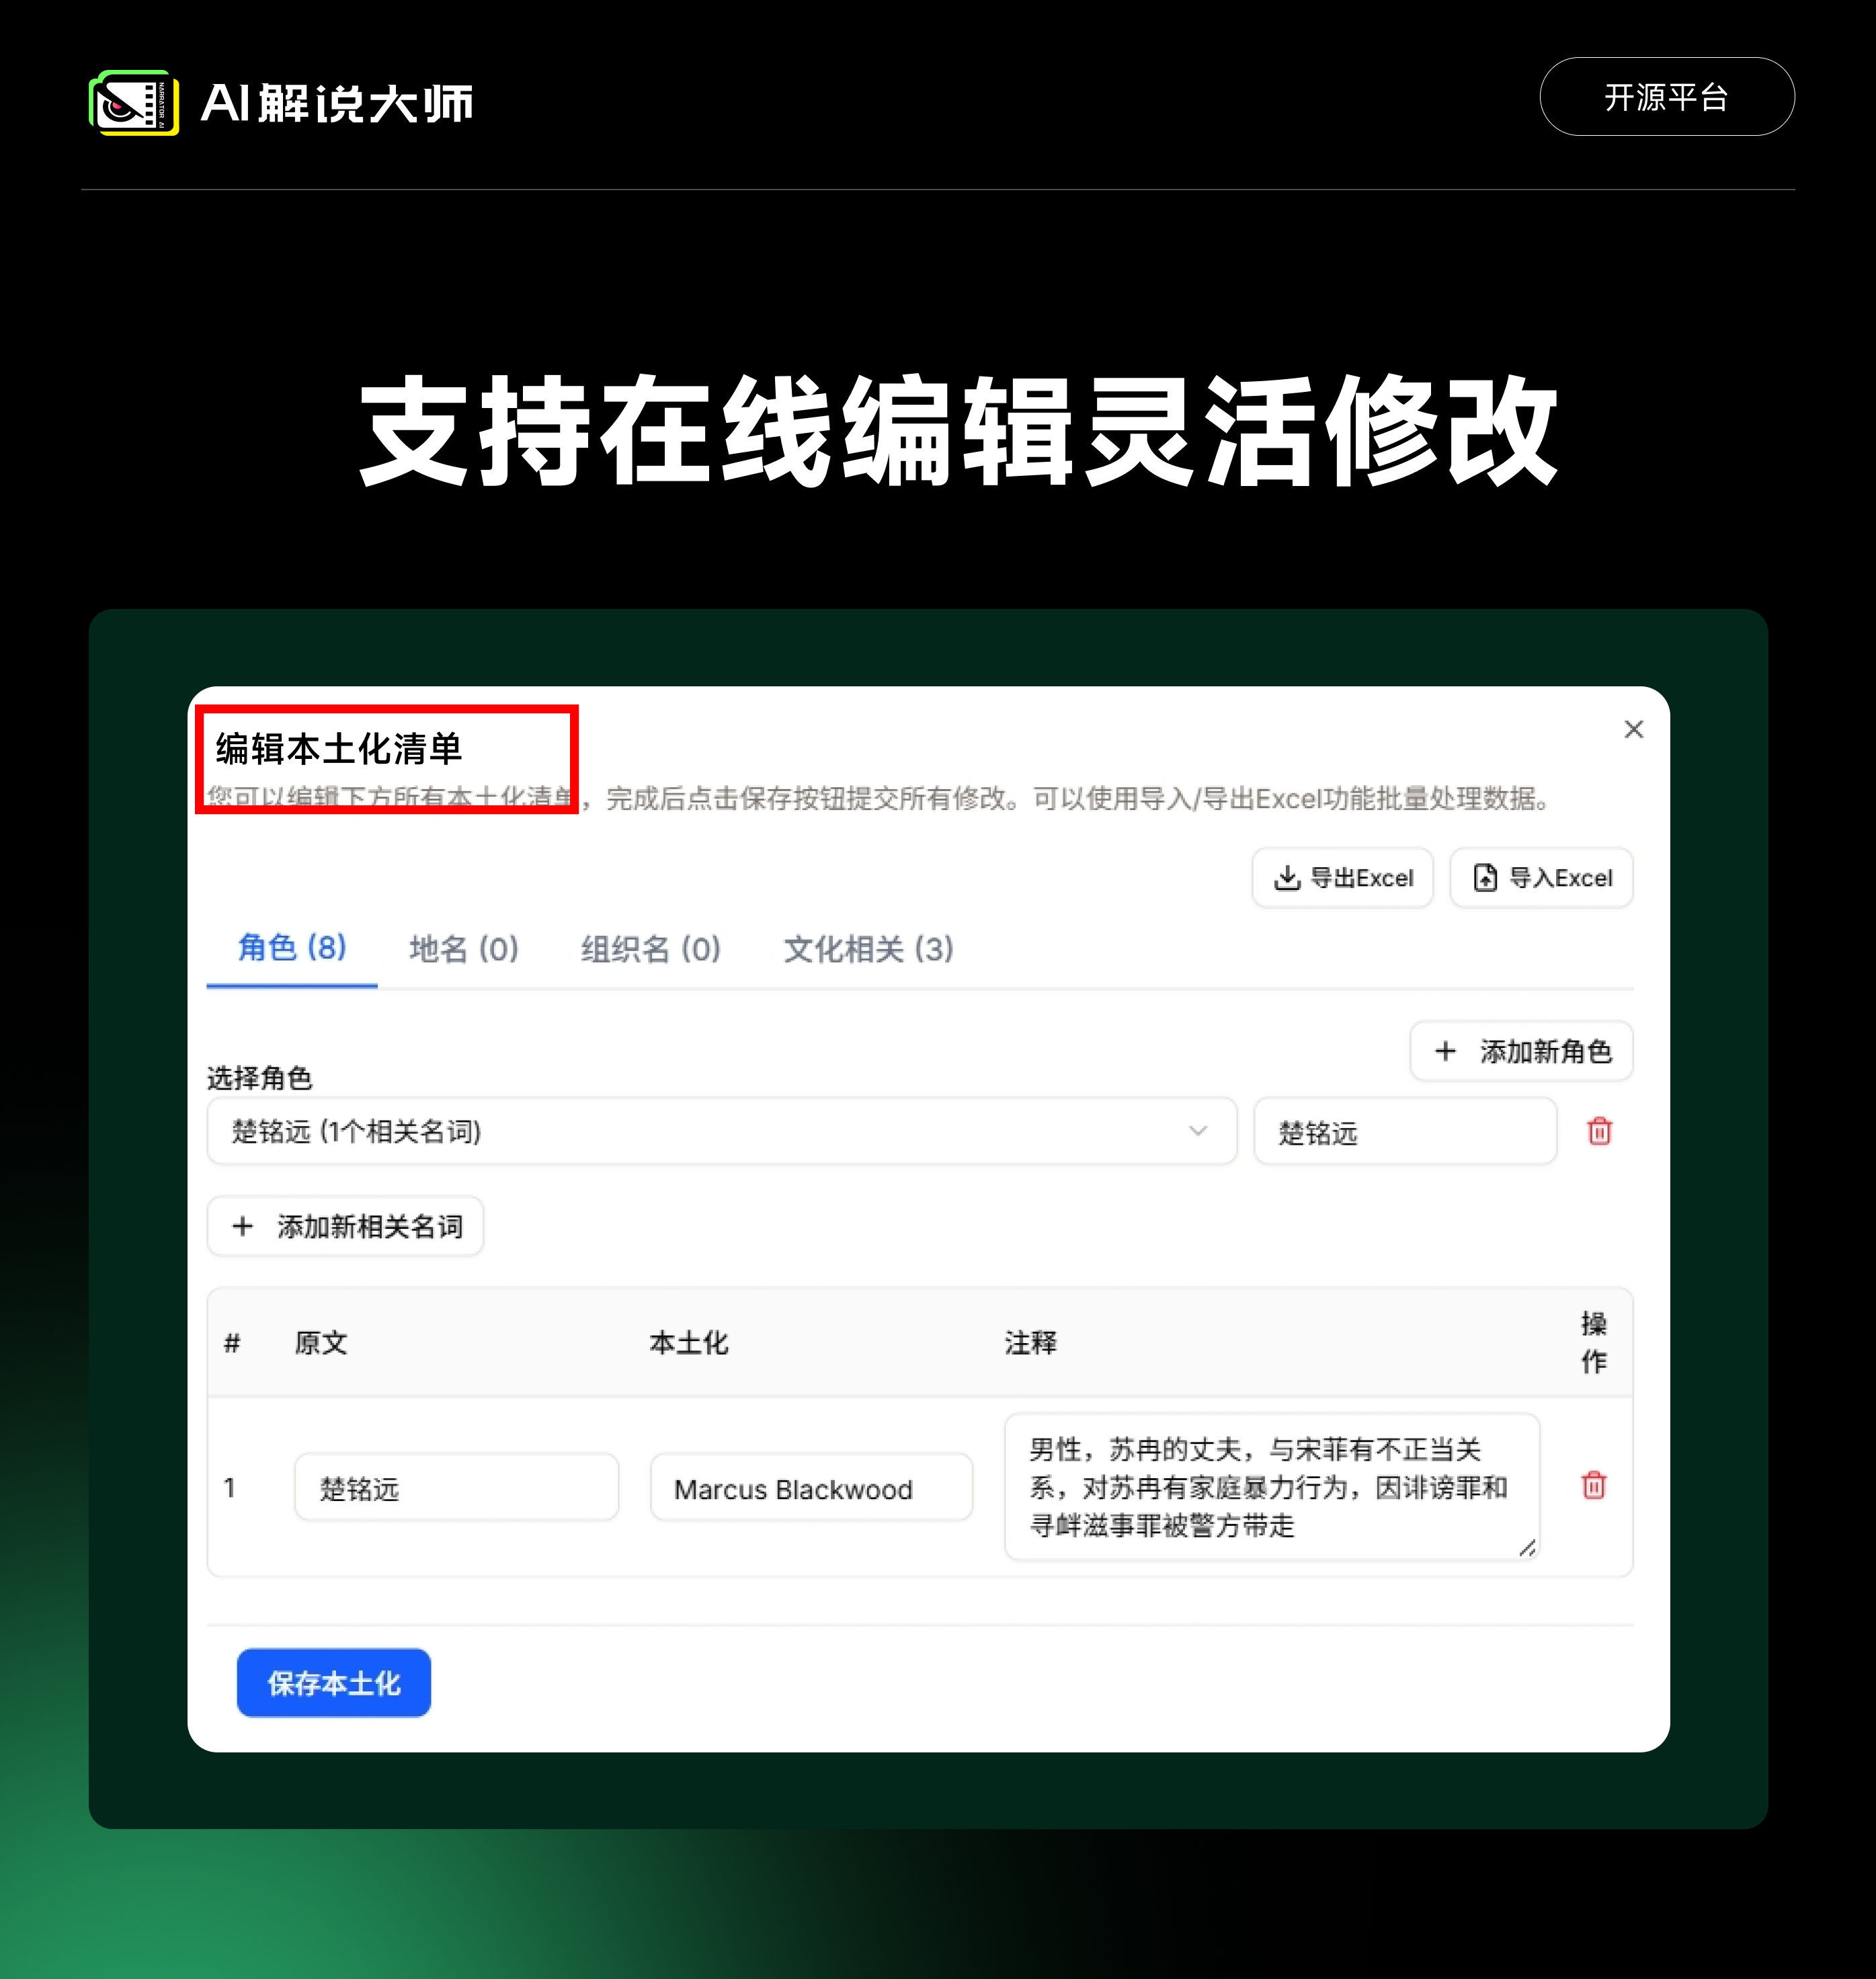 NARRATOR AI
AI解说大师
开源平台
支持在线编辑灵活修改
编辑本土化清单
您可以编辑下方所有本土化清单，完成后点击保存按钮提交所有修改。可以使用导入/导出Excel功能批量处理数据。
导出Excel
导入Excel
角色 (8)
地名 (0)
组织名 (0)
文化相关 (3)
+ 添加新角色
选择角色
楚铭远 (1个相关名词)
楚铭远
+ 添加新相关名词
#
原文
本土化
注释
操
作
1
楚铭远
Marcus Blackwood
男性，苏冉的丈夫，与宋菲有不正当关
系，对苏冉有家庭暴力行为，因诽谤罪和
寻衅滋事罪被警方带走
保存本土化